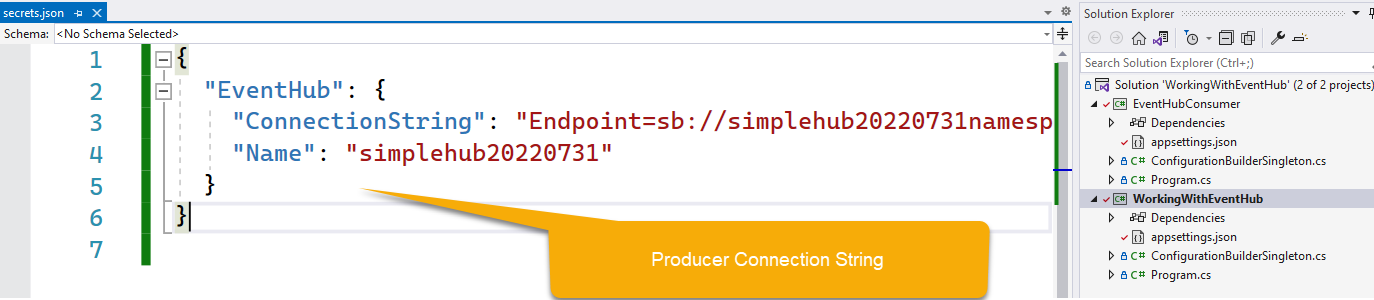 secrets.json
Schema: <No Schema Selected>
1 {
2 "EventHub": {
3 "ConnectionString": "Endpoint=sb://simplehub20220731namesp
4 "Name": "simplehub20220731"
5 }
6 }
7
Producer Connection String
Solution Explorer
Search Solution Explorer (Ctrl+;)
Solution 'WorkingWithEventHub' (2 of 2 projects)
C# EventHubConsumer
Dependencies
appsettings.json
C# ConfigurationBuilderSingleton.cs
C# Program.cs
C# WorkingWithEventHub
Dependencies
appsettings.json
C# ConfigurationBuilderSingleton.cs
C# Program.cs